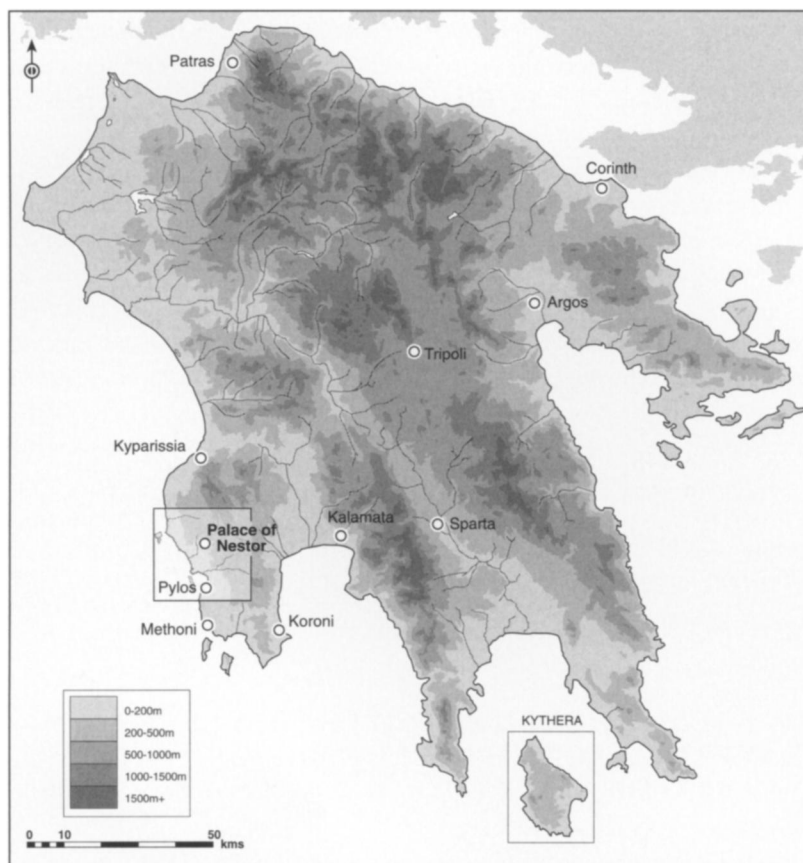 Patras
Corinth
Argos
Tripoli
Kyparissia
Palace of
Nestor
Kalamata
Sparta
Pylos
Methoni
Koroni
KYTHERA
0-200m
200-500m
500-1000m
1000-1500m
1500m+
0 10 50
kms